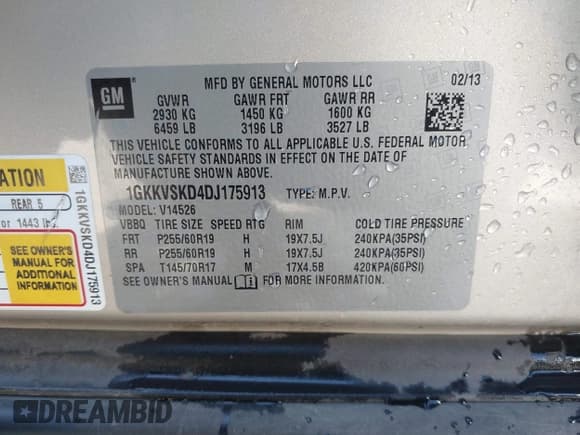 GM
MFD BY GENERAL MOTORS LLC 02/13
GVWR GAWR FRT GAWR RR
2930 KG 1450 KG 1600 KG
6459 LB 3196 LB 3527 LB
THIS VEHICLE CONFORMS TO ALL APPLICABLE U.S. FEDERAL MOTOR
VEHICLE SAFETY STANDARDS IN EFFECT ON THE DATE OF
MANUFACTURE SHOWN ABOVE.
1GKKVSKD4DJ175913 TYPE: M.P.V.
MODEL: V14526
VBBQ TIRE SIZE SPEED RTG RIM COLD TIRE PRESSURE
FRT P255/60R19 H 19X7.5J 240KPA(35PSI)
RR P255/60R19 H 19X7.5J 240KPA(35PSI)
SPA T145/70R17 M 17X4.5B 420KPA(60PSI)
SEE OWNER'S MANUAL FOR MORE INFORMATION.
ATION
REAR 5
or 1443 lbs.
SEE OWNER'S
MANUAL FOR
ADDITIONAL
INFORMATION
1GKKVSKD4DJ175913
DREAMBID